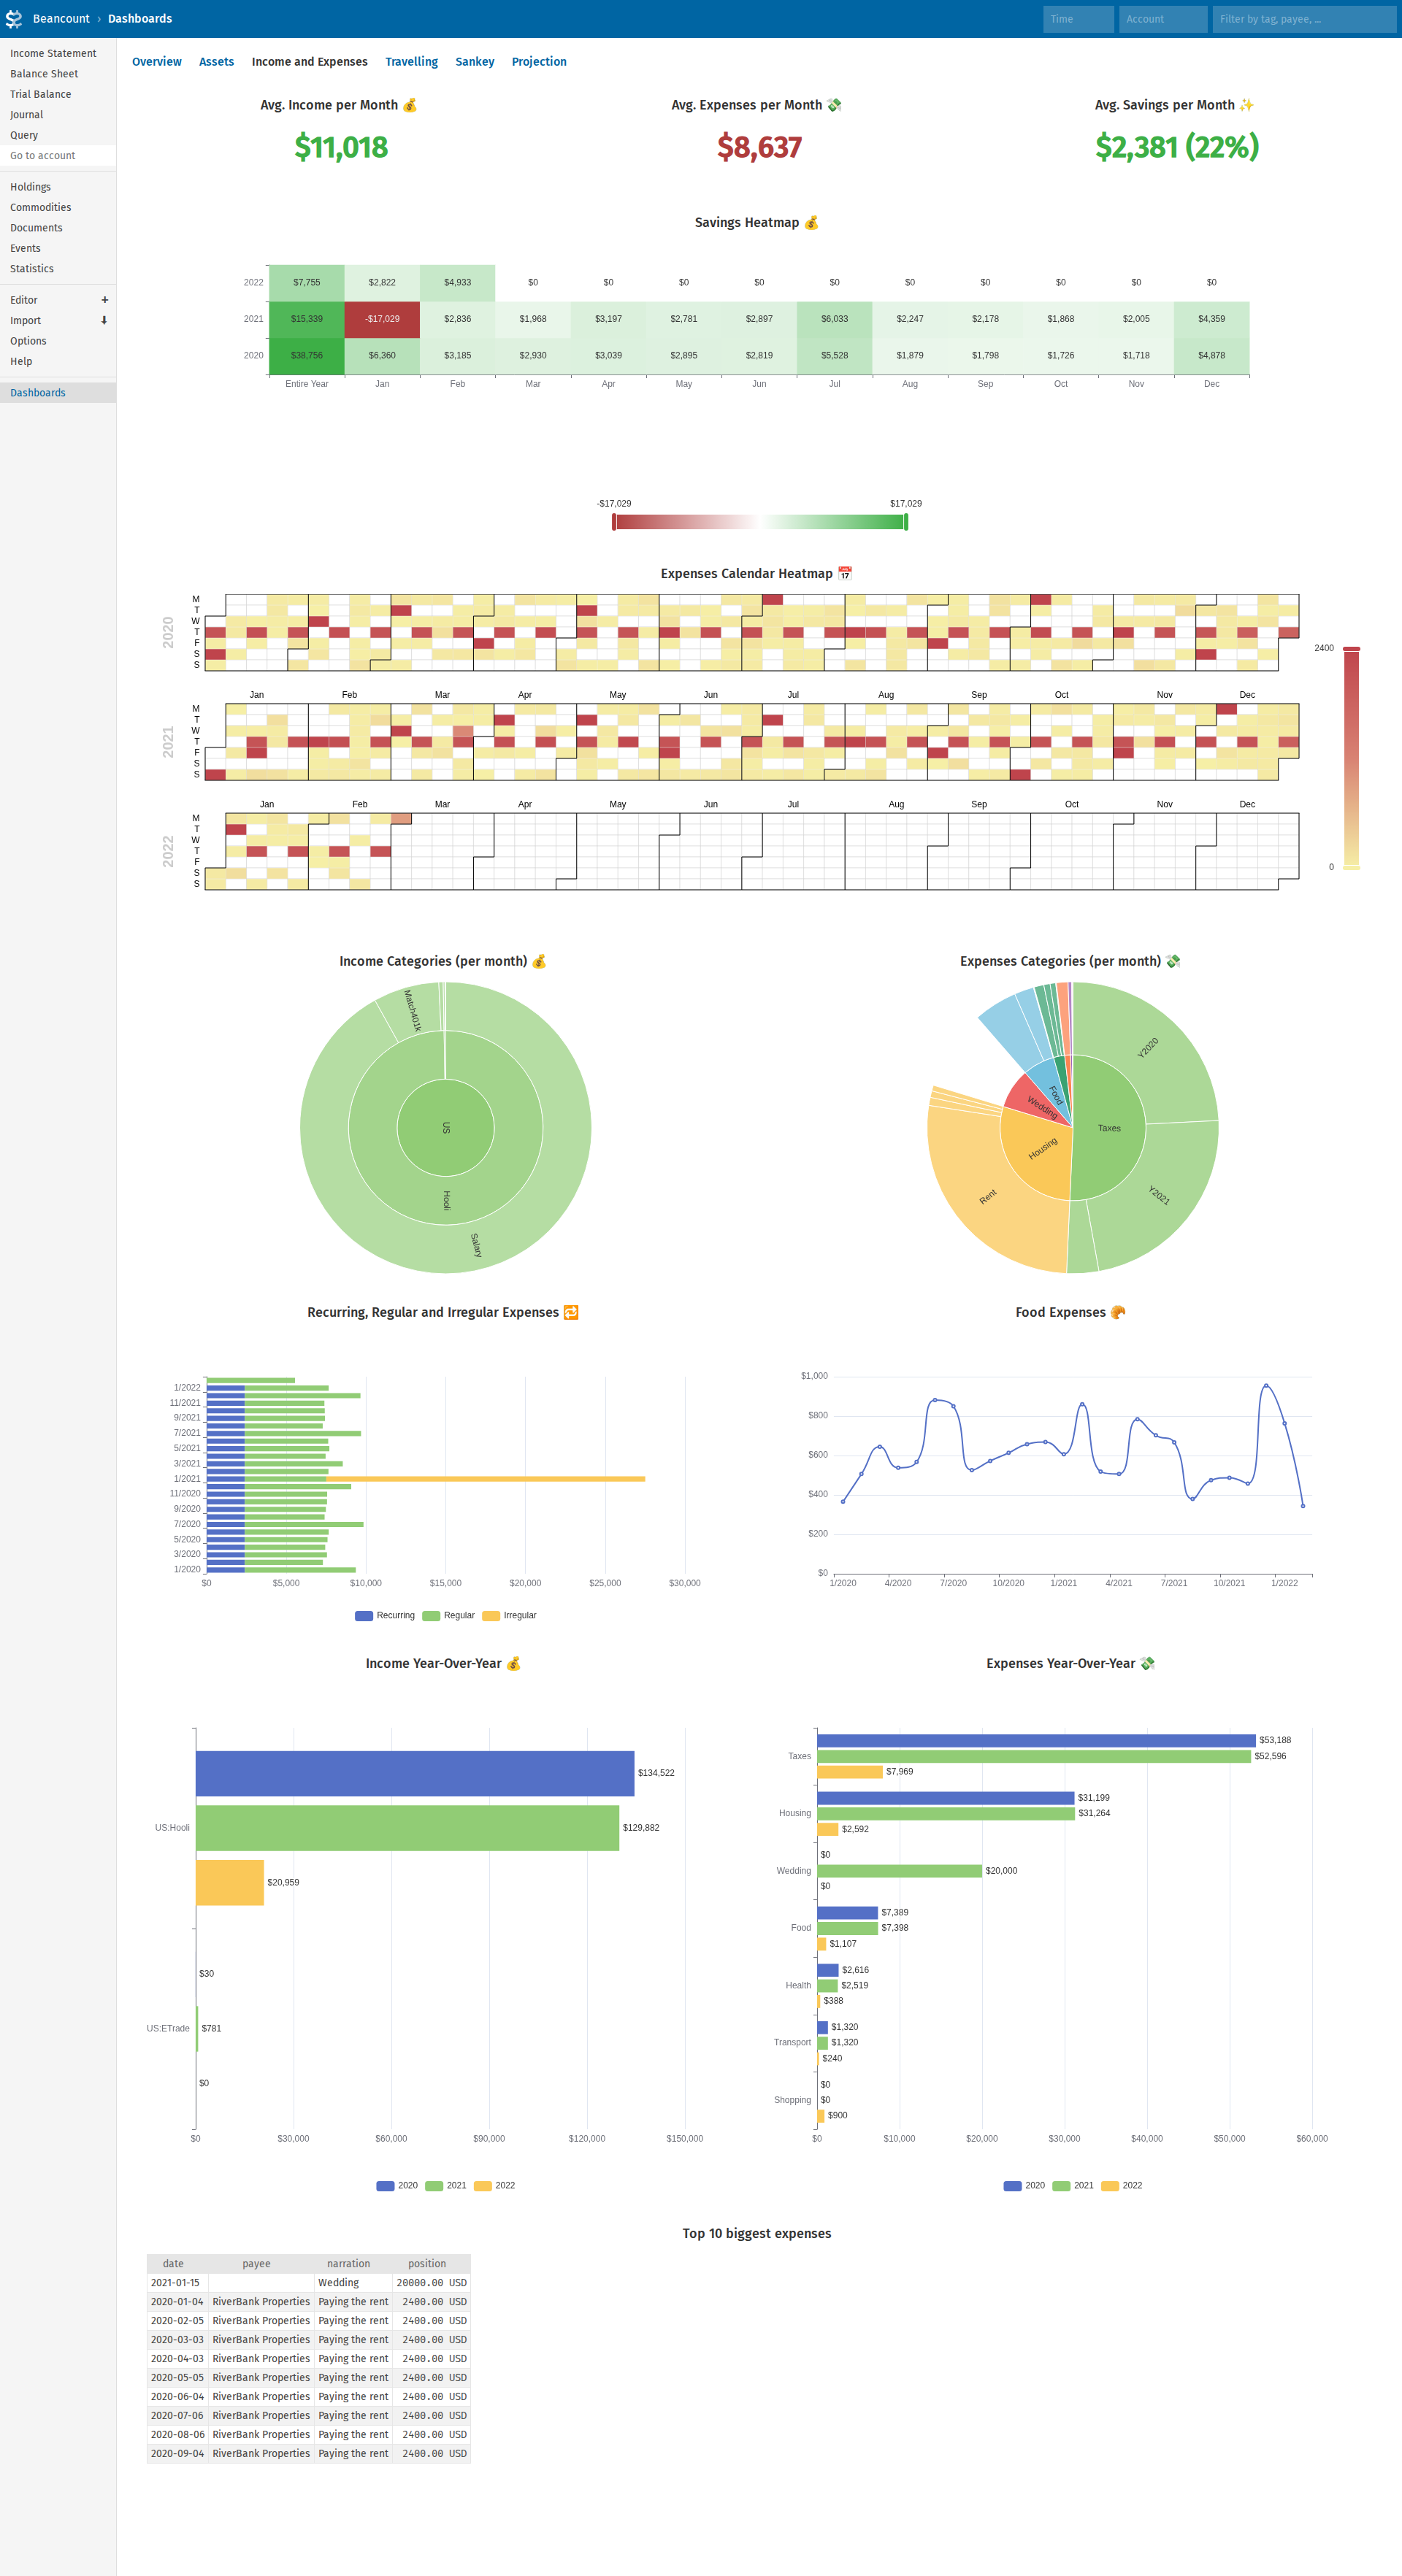 Beancount › Dashboards
Time
Account
Filter by tag, payee, ...
Income Statement
Balance Sheet
Trial Balance
Journal
Query
Go to account
Holdings
Commodities
Documents
Events
Statistics
Editor +
Import
Options
Help
Dashboards
Overview Assets Income and Expenses Travelling Sankey Projection
Avg. Income per Month 💰
$11,018
Avg. Expenses per Month 💸
$8,637
Avg. Savings per Month ✨
$2,381 (22%)
Savings Heatmap 💰
2022 $7,755 $2,822 $4,933 $0 $0 $0 $0 $0 $0 $0 $0 $0 $0
2021 $15,339 -$17,029 $2,836 $1,968 $3,197 $2,781 $2,897 $6,033 $2,247 $2,178 $1,868 $2,005 $4,359
2020 $38,756 $6,360 $3,185 $2,930 $3,039 $2,895 $2,819 $5,528 $1,879 $1,798 $1,726 $1,718 $4,878
Entire Year Jan Feb Mar Apr May Jun Jul Aug Sep Oct Nov Dec
-$17,029 $17,029
Expenses Calendar Heatmap 📅
2020
M
T
W
T
F
S
S
Jan Feb Mar Apr May Jun Jul Aug Sep Oct Nov Dec
2021
M
T
W
T
F
S
S
Jan Feb Mar Apr May Jun Jul Aug Sep Oct Nov Dec
2022
M
T
W
T
F
S
S
2400
0
Income Categories (per month) 💰
Match401k
US
Hooli
Salary
Expenses Categories (per month) 💸
Y2020
Food
Wedding
Taxes
Housing
Rent
Y2021
Recurring, Regular and Irregular Expenses 🔁
1/2022
11/2021
9/2021
7/2021
5/2021
3/2021
1/2021
11/2020
9/2020
7/2020
5/2020
3/2020
1/2020
$0 $5,000 $10,000 $15,000 $20,000 $25,000 $30,000
Recurring Regular Irregular
Food Expenses 🥐
$1,000
$800
$600
$400
$200
$0
1/2020 4/2020 7/2020 10/2020 1/2021 4/2021 7/2021 10/2021 1/2022
Income Year-Over-Year 💰
$134,522
US:Hooli $129,882
$20,959
$30
US:ETrade $781
$0
$0 $30,000 $60,000 $90,000 $120,000 $150,000
2020 2021 2022
Expenses Year-Over-Year 💸
$53,188
Taxes $52,596
$7,969
$31,199
Housing $31,264
$2,592
$0
Wedding $20,000
$0
$7,389
Food $7,398
$1,107
$2,616
Health $2,519
$388
$1,320
Transport $1,320
$240
$0
Shopping $0
$900
$0 $10,000 $20,000 $30,000 $40,000 $50,000 $60,000
2020 2021 2022
Top 10 biggest expenses
date payee narration position
2021-01-15 Wedding 20000.00 USD
2020-01-04 RiverBank Properties Paying the rent 2400.00 USD
2020-02-05 RiverBank Properties Paying the rent 2400.00 USD
2020-03-03 RiverBank Properties Paying the rent 2400.00 USD
2020-04-03 RiverBank Properties Paying the rent 2400.00 USD
2020-05-05 RiverBank Properties Paying the rent 2400.00 USD
2020-06-04 RiverBank Properties Paying the rent 2400.00 USD
2020-07-06 RiverBank Properties Paying the rent 2400.00 USD
2020-08-06 RiverBank Properties Paying the rent 2400.00 USD
2020-09-04 RiverBank Properties Paying the rent 2400.00 USD